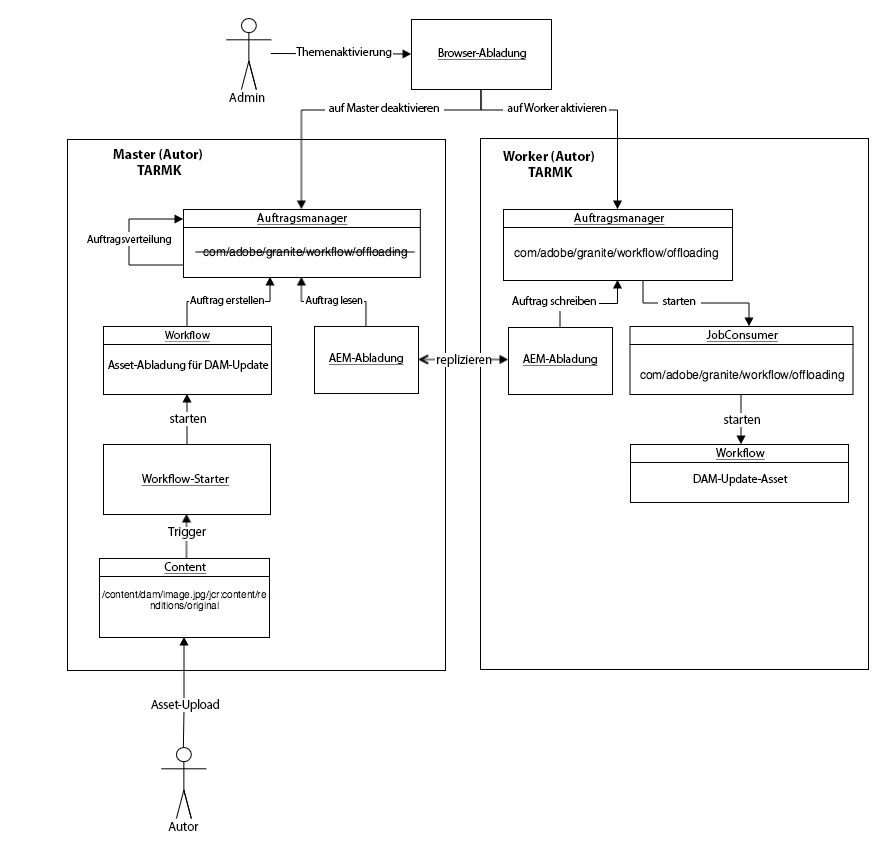 Themenaktivierung
Browser-Abladung
Admin
auf Master deaktivieren
auf Worker aktivieren
Master (Autor)
TARMK
Auftragsmanager
com/adobe/granite/workflow/offloading
Auftragsverteilung
Auftrag erstellen
Auftrag lesen
Workflow
Asset-Abladung für DAM-Update
AEM-Abladung
replizieren
starten
Workflow-Starter
Trigger
Content
/content/dam/image.jpg/jcr:content/re
nditions/original
Asset-Upload
Autor
Worker (Autor)
TARMK
Auftragsmanager
com/adobe/granite/workflow/offloading
Auftrag schreiben
starten
AEM-Abladung
JobConsumer
com/adobe/granite/workflow/offloading
starten
Workflow
DAM-Update-Asset